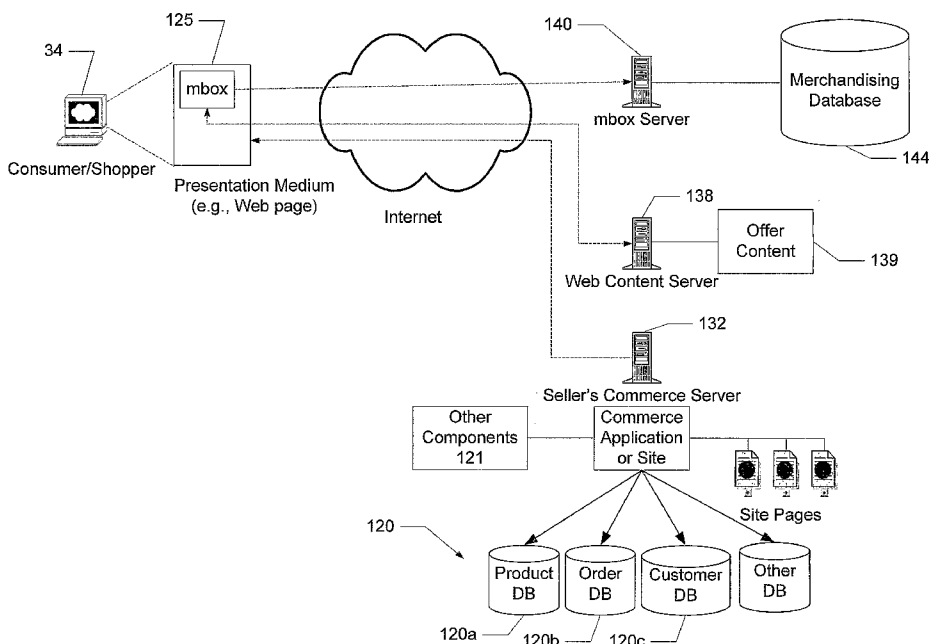 125
34
140
mbox
Merchandising
Database
mbox Server
144
Consumer/Shopper
Presentation Medium
(e.g., Web page)
Internet
138
Offer
Content
139
Web Content Server
132
Seller's Commerce Server
Other
Components
121
Commerce
Application
or Site
Site Pages
120
Product
DB
Order
DB
Customer
DB
Other
DB
120a
120b
120c